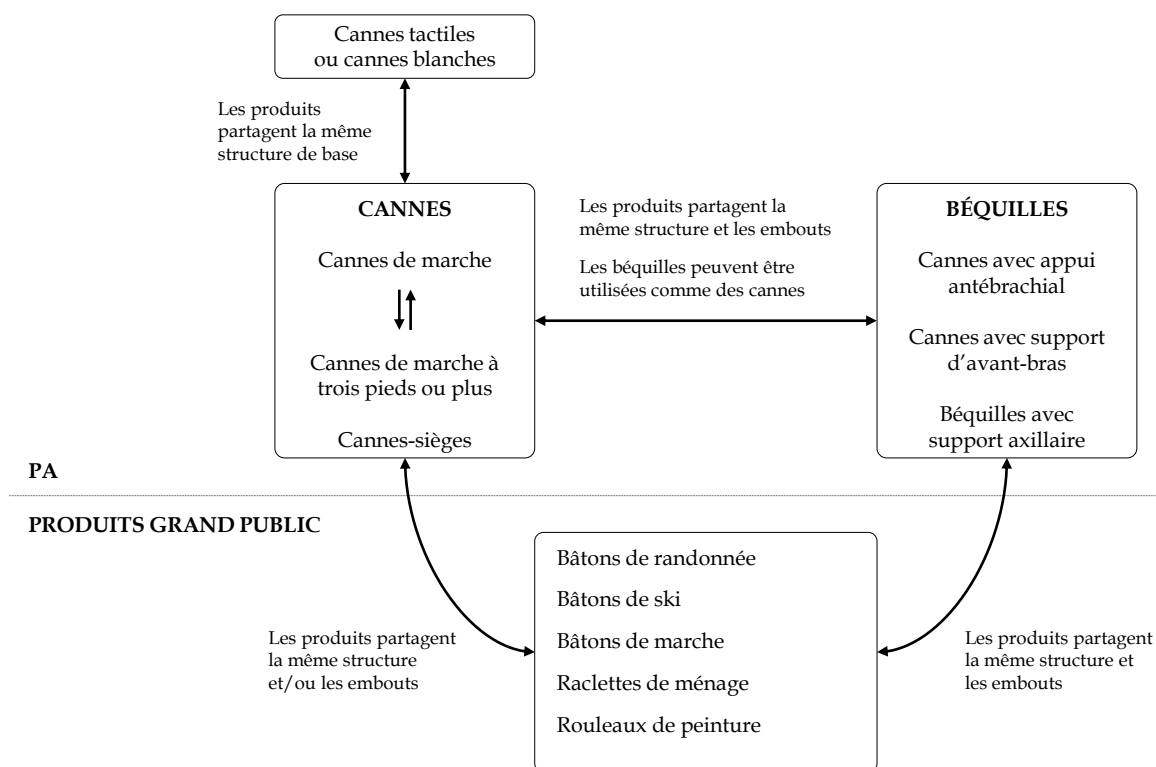 Cannes tactiles
ou cannes blanches
Les produits
partagent la même
structure de base
CANNES
Cannes de marche
Cannes de marche à
trois pieds ou plus
Cannes-sièges
Les produits partagent la
même structure et les embouts
Les béquilles peuvent être
utilisées comme des cannes
BÉQUILLES
Cannes avec appui
antébrachial
Cannes avec support
d’avant-bras
Béquilles avec
support axillaire
PA
PRODUITS GRAND PUBLIC
Les produits partagent
la même structure
et/ou les embouts
Bâtons de randonnée
Bâtons de ski
Bâtons de marche
Raclettes de ménage
Rouleaux de peinture
Les produits partagent
la même structure et
les embouts